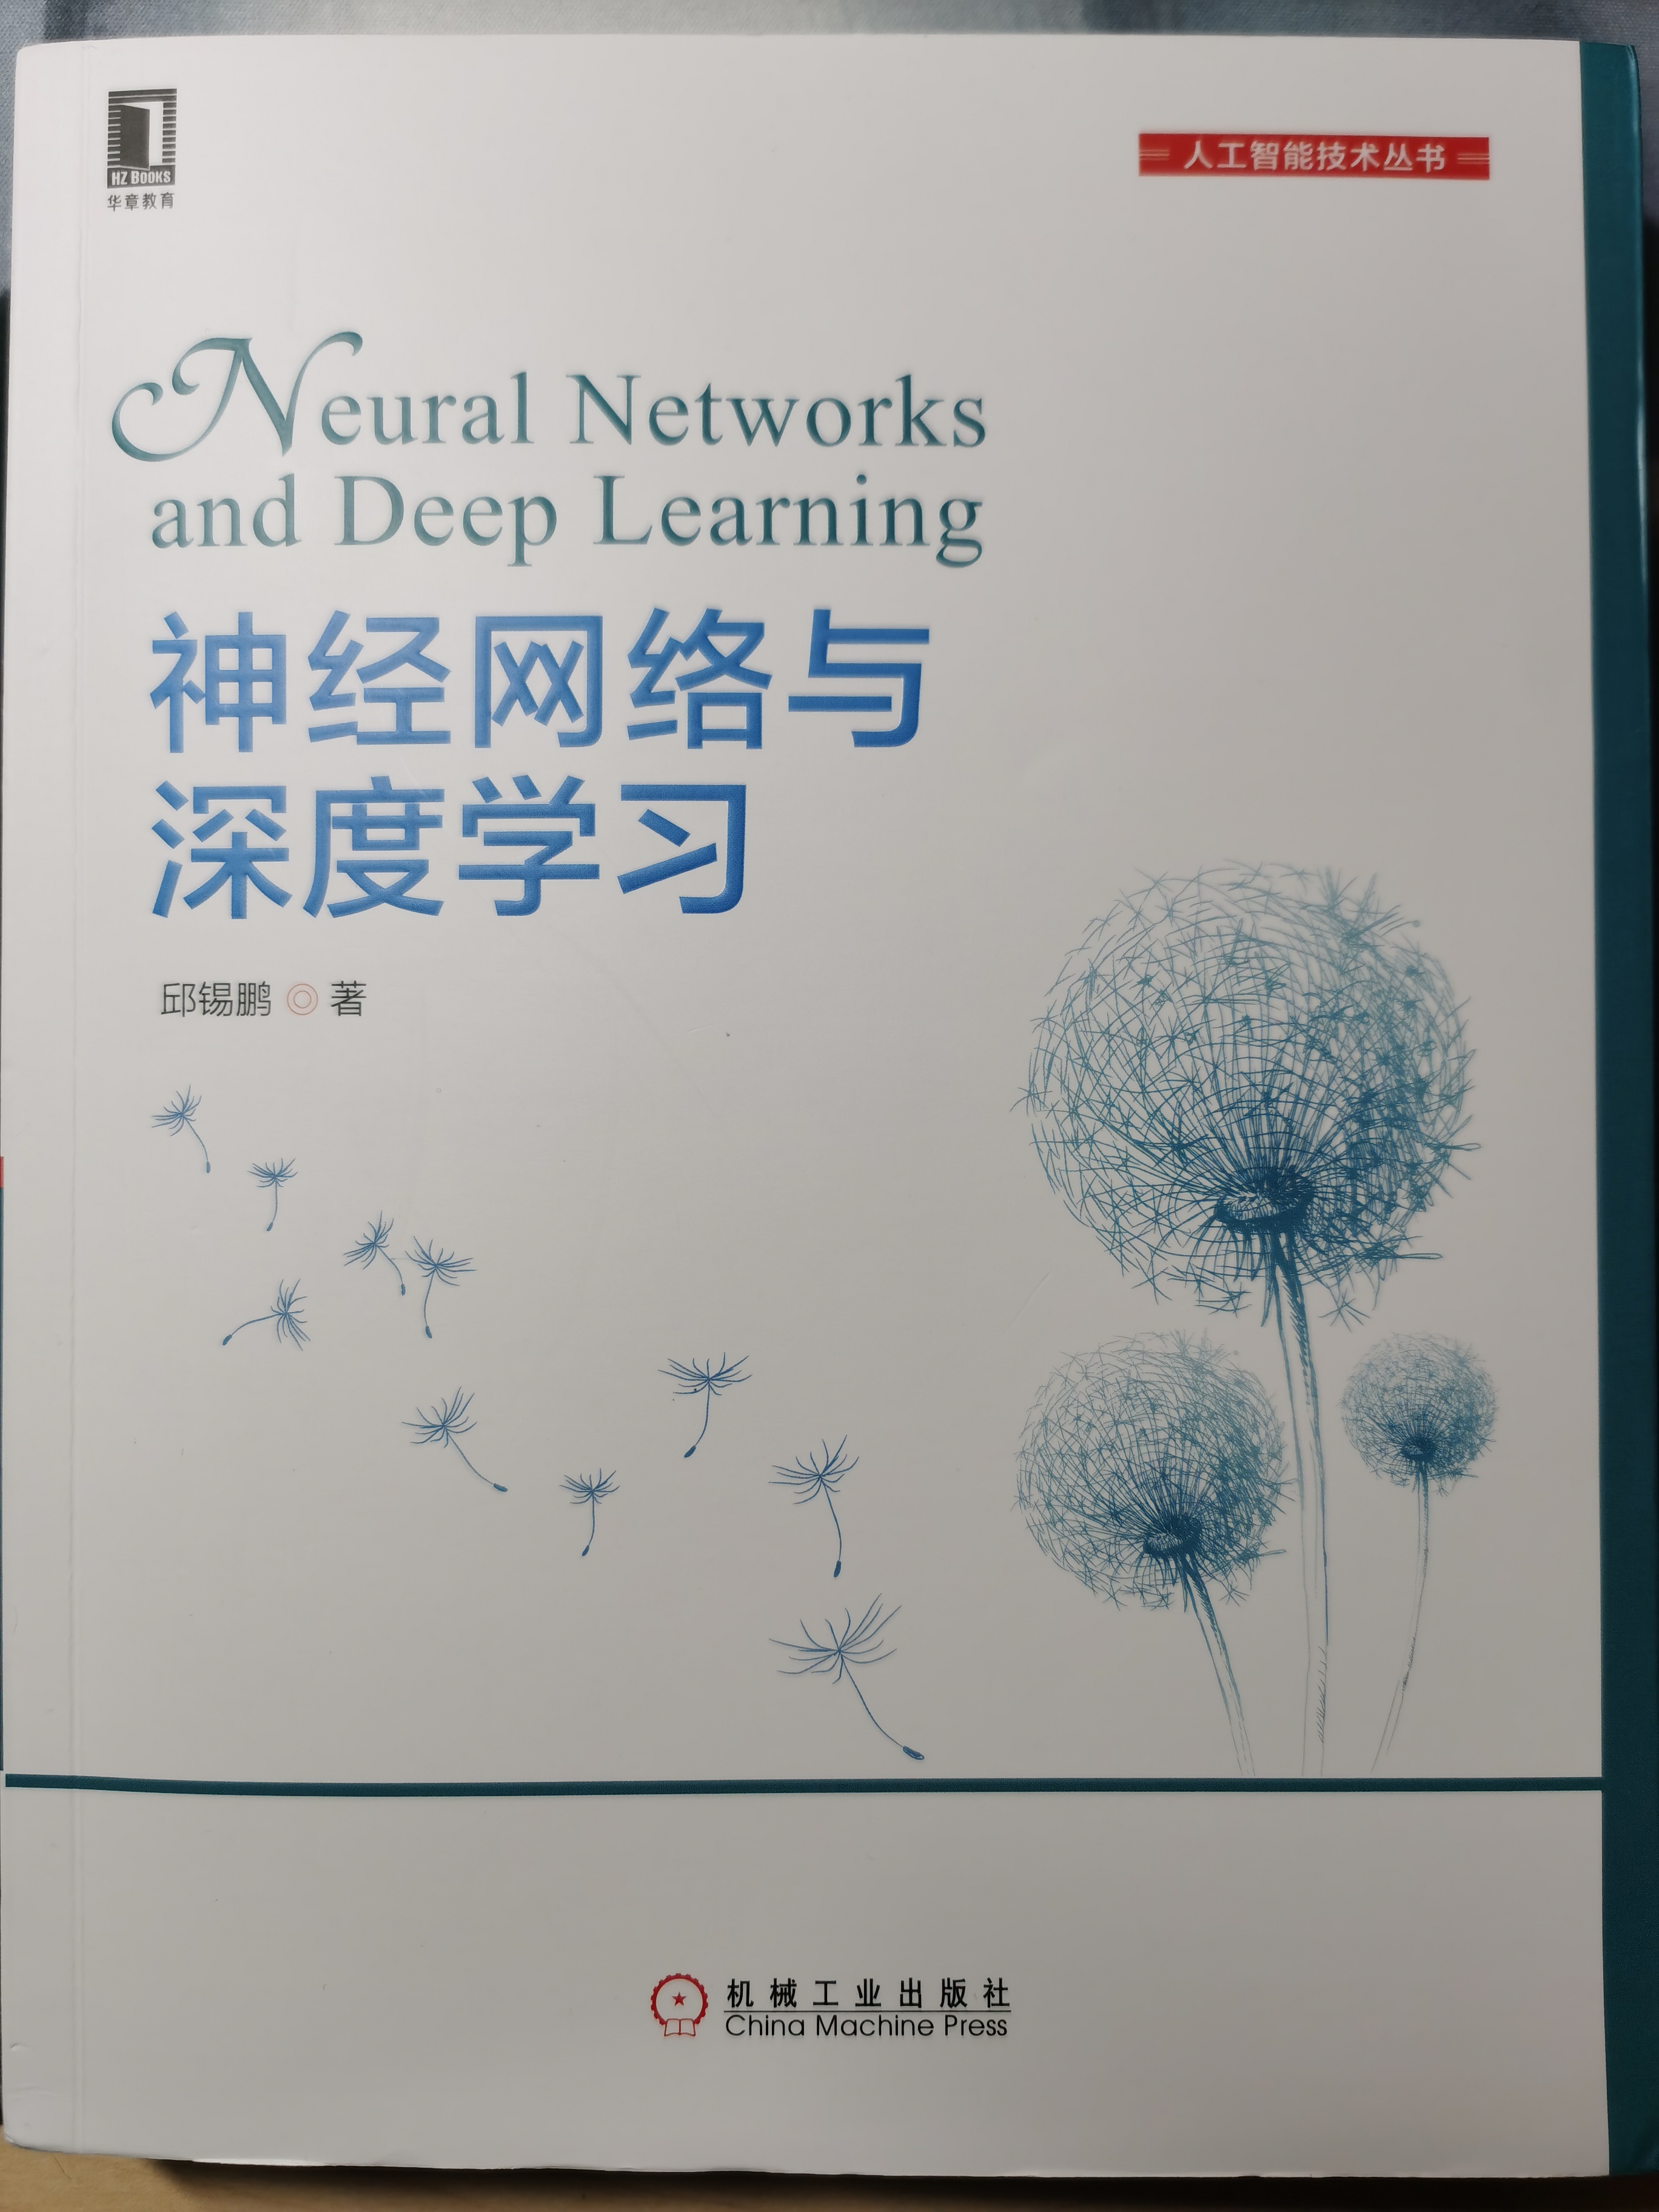 HZ BOOKS
华章教育
人工智能技术丛书
Neural Networks
and Deep Learning
神经网络与
深度学习
邱锡鹏 ◎ 著
机械工业出版社
China Machine Press